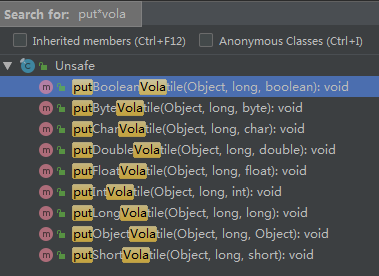 Search for: put*vola
Inherited members (Ctrl+F12) Anonymous Classes (Ctrl+I)
Unsafe
putBooleanVolatile(Object, long, boolean): void
putByteVolatile(Object, long, byte): void
putCharVolatile(Object, long, char): void
putDoubleVolatile(Object, long, double): void
putFloatVolatile(Object, long, float): void
putIntVolatile(Object, long, int): void
putLongVolatile(Object, long, long): void
putObjectVolatile(Object, long, Object): void
putShortVolatile(Object, long, short): void